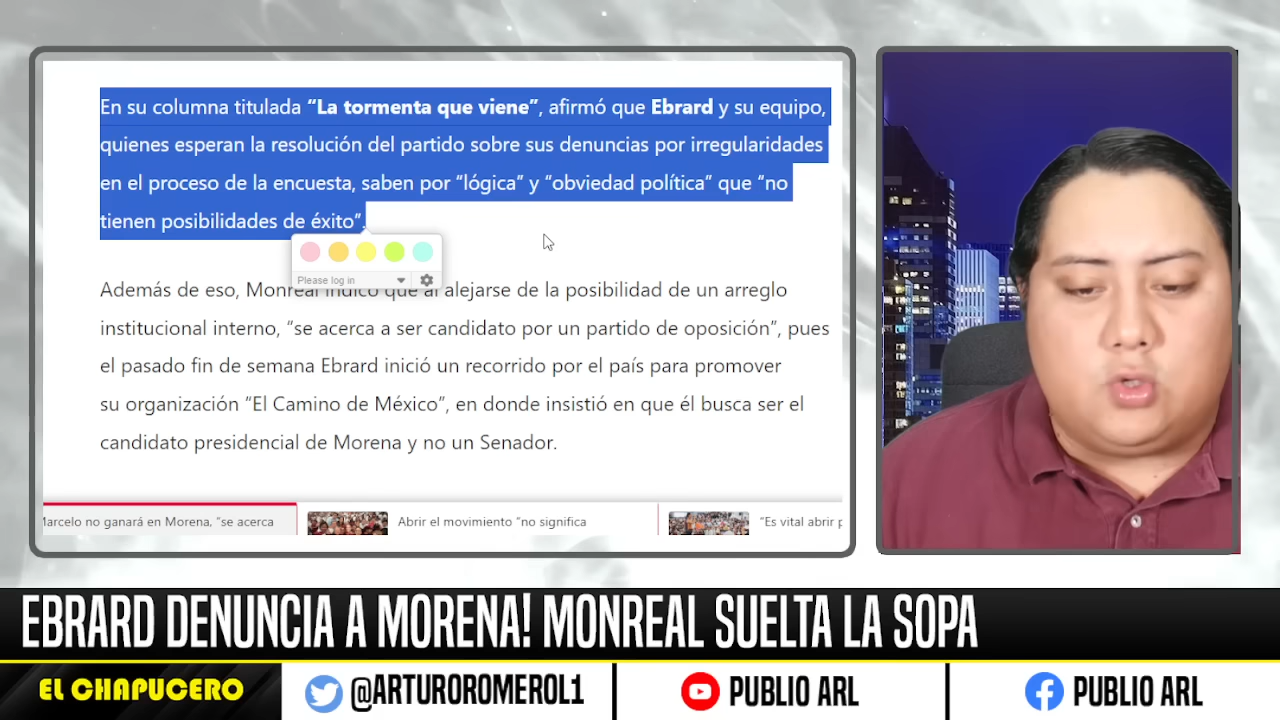 En su columna titulada “La tormenta que viene”, afirmó que Ebrard y su equipo,
quienes esperan la resolución del partido sobre sus denuncias por irregularidades
en el proceso de la encuesta, saben por “lógica” y “obviedad política” que “no
tienen posibilidades de éxito”.
Please log in
Además de eso, Monreal indicó que al alejarse de la posibilidad de un arreglo
institucional interno, “se acerca a ser candidato por un partido de oposición”, pues
el pasado fin de semana Ebrard inició un recorrido por el país para promover
su organización “El Camino de México”, en donde insistió en que él busca ser el
candidato presidencial de Morena y no un Senador.
Marcelo no ganará en Morena, “se acerca
Abrir el movimiento “no significa
“Es vital abrir p
EBRARD DENUNCIA A MORENA! MONREAL SUELTA LA SOPA
EL CHAPUCERO
@ARTUROROMEROL1
PUBLIO ARL
PUBLIO ARL